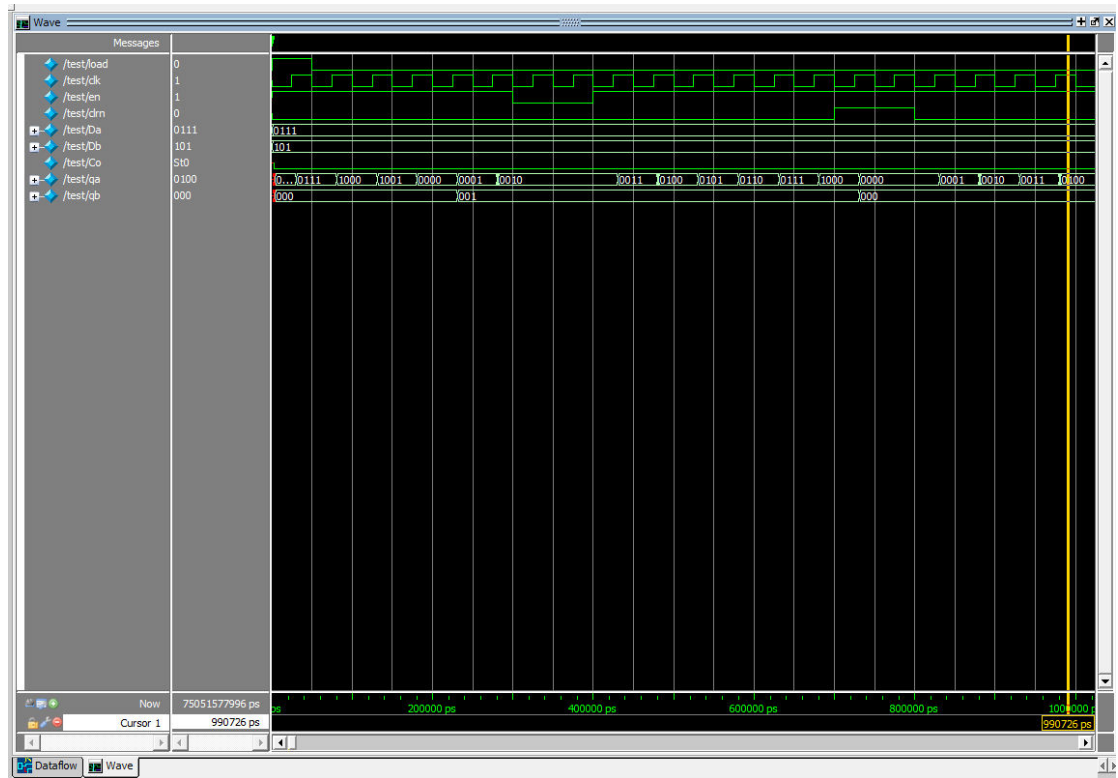 Wave
Messages
/test/load 0
/test/clk 1
/test/en 1
/test/clrn 0
/test/Da 0111 0111
/test/Db 101 101
/test/Co St0
/test/qa 0100 0... 0111 1000 1001 0000 0001 0010 0011 0100 0101 0110 0111 1000 0000 0001 0010 0011 0100
/test/qb 000 000 001 000
Now 75051577996 ps ps 200000 ps 400000 ps 600000 ps 800000 ps
Cursor 1 990726 ps 990726 ps
Dataflow Wave